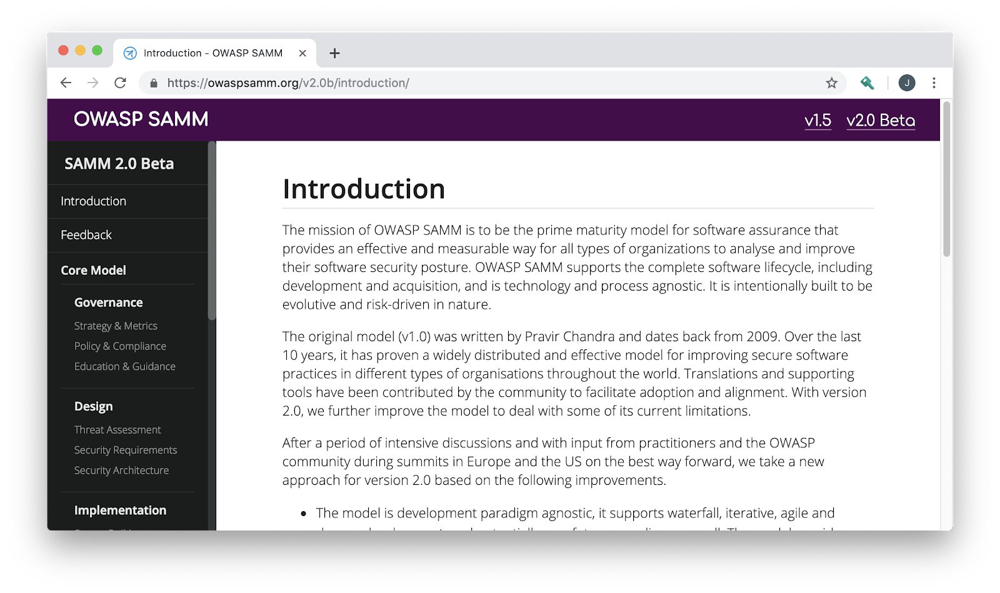 Introduction - OWASP SAMM
https://owaspsamm.org/v2.0b/introduction/
J
OWASP SAMM
v1.5 v2.0 Beta
SAMM 2.0 Beta
Introduction
Feedback
Core Model
Governance
Strategy & Metrics
Policy & Compliance
Education & Guidance
Design
Threat Assessment
Security Requirements
Security Architecture
Implementation
Introduction
The mission of OWASP SAMM is to be the prime maturity model for software assurance that
provides an effective and measurable way for all types of organizations to analyse and improve
their software security posture. OWASP SAMM supports the complete software lifecycle, including
development and acquisition, and is technology and process agnostic. It is intentionally built to be
evolutive and risk-driven in nature.
The original model (v1.0) was written by Pravir Chandra and dates back from 2009. Over the last
10 years, it has proven a widely distributed and effective model for improving secure software
practices in different types of organisations throughout the world. Translations and supporting
tools have been contributed by the community to facilitate adoption and alignment. With version
2.0, we further improve the model to deal with some of its current limitations.
After a period of intensive discussions and with input from practitioners and the OWASP
community during summits in Europe and the US on the best way forward, we take a new
approach for version 2.0 based on the following improvements.
• The model is development paradigm agnostic, it supports waterfall, iterative, agile and